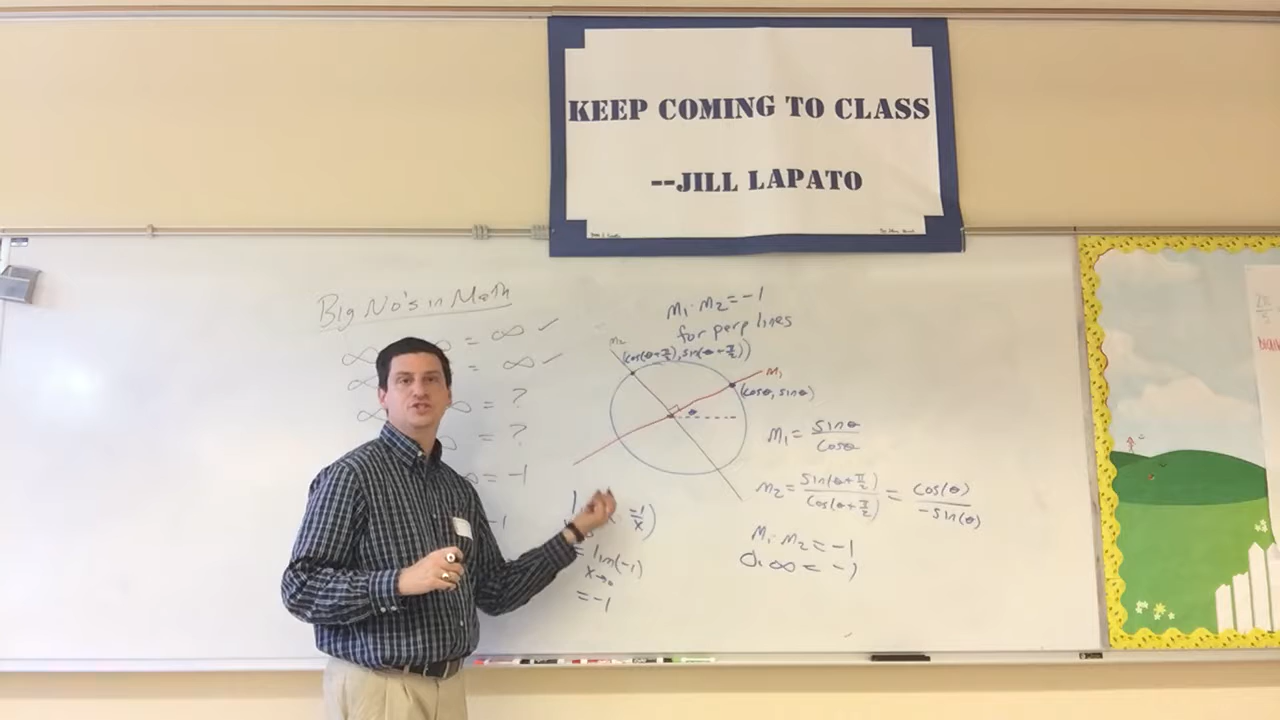 KEEP COMING TO CLASS
--JILL LAPATO
Big No's in Math
∞ ∞ = ∞ ✓
∞ = ∞ ✓
∞ ∞ = ?
∞ = ?
∞ = -1
-1
m₁·m₂ = -1
for perp lines
m₂
(cos(θ+π/2), sin(θ+π/2))
m₁
(cosθ, sinθ)
θ
m₁ = sinθ/cosθ
m₂ = sin(θ+π/2)/cos(θ+π/2) = cos(θ)/-sin(θ)
m₁·m₂ = -1
0·∞ = -1
x · -1/x)
= lim(-1)
x→∞
= -1